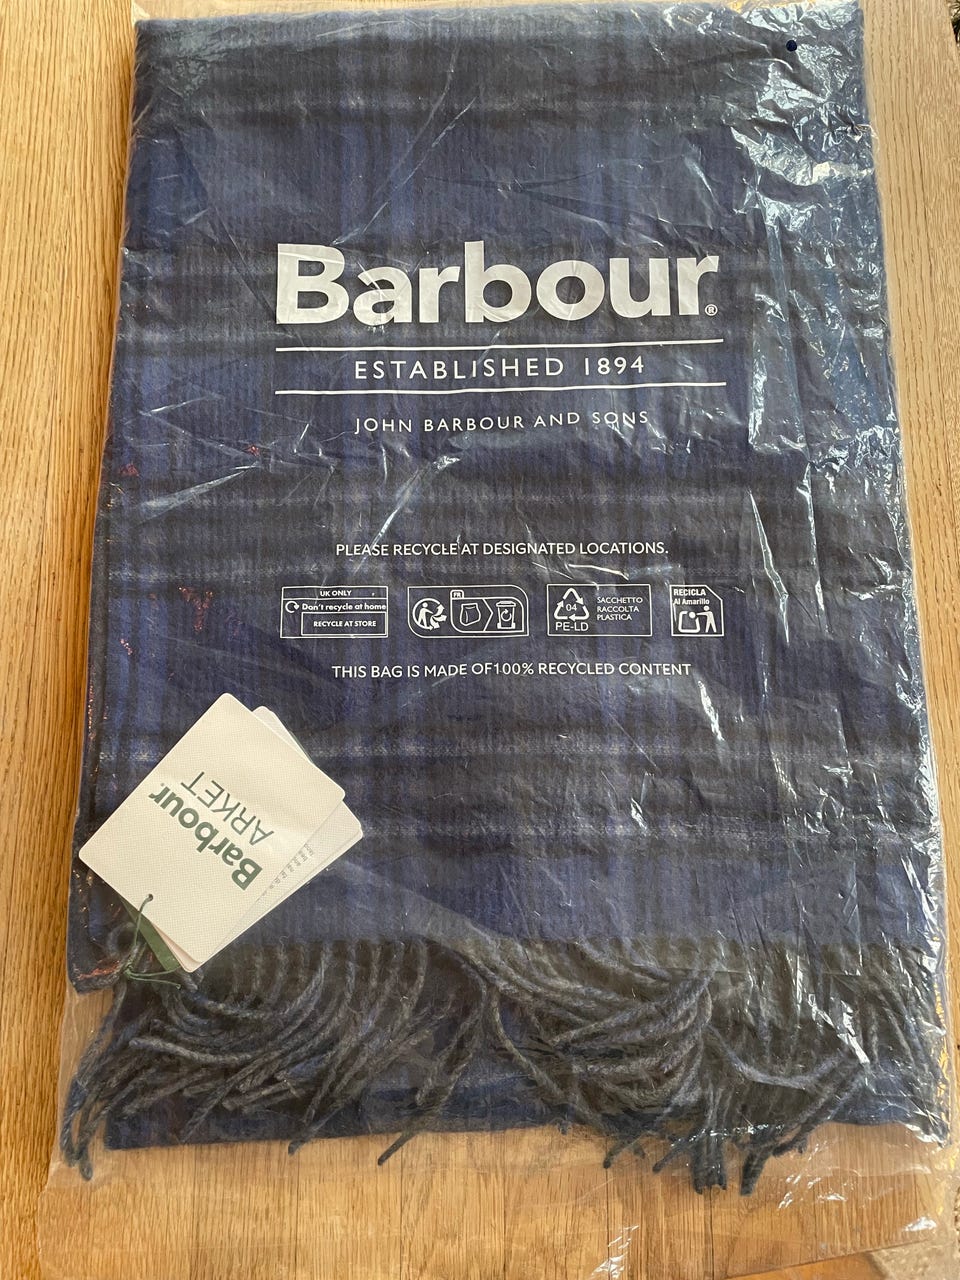 Barbour®
ESTABLISHED 1894
JOHN BARBOUR AND SONS
PLEASE RECYCLE AT DESIGNATED LOCATIONS.
UK ONLY
Don't recycle at home
RECYCLE AT STORE
FR
04
PE-LD
SACCHETTO
RACCOLTA
PLASTICA
RECICLA
Al Amarillo
THIS BAG IS MADE OF100% RECYCLED CONTENT
Barbour
ARKET